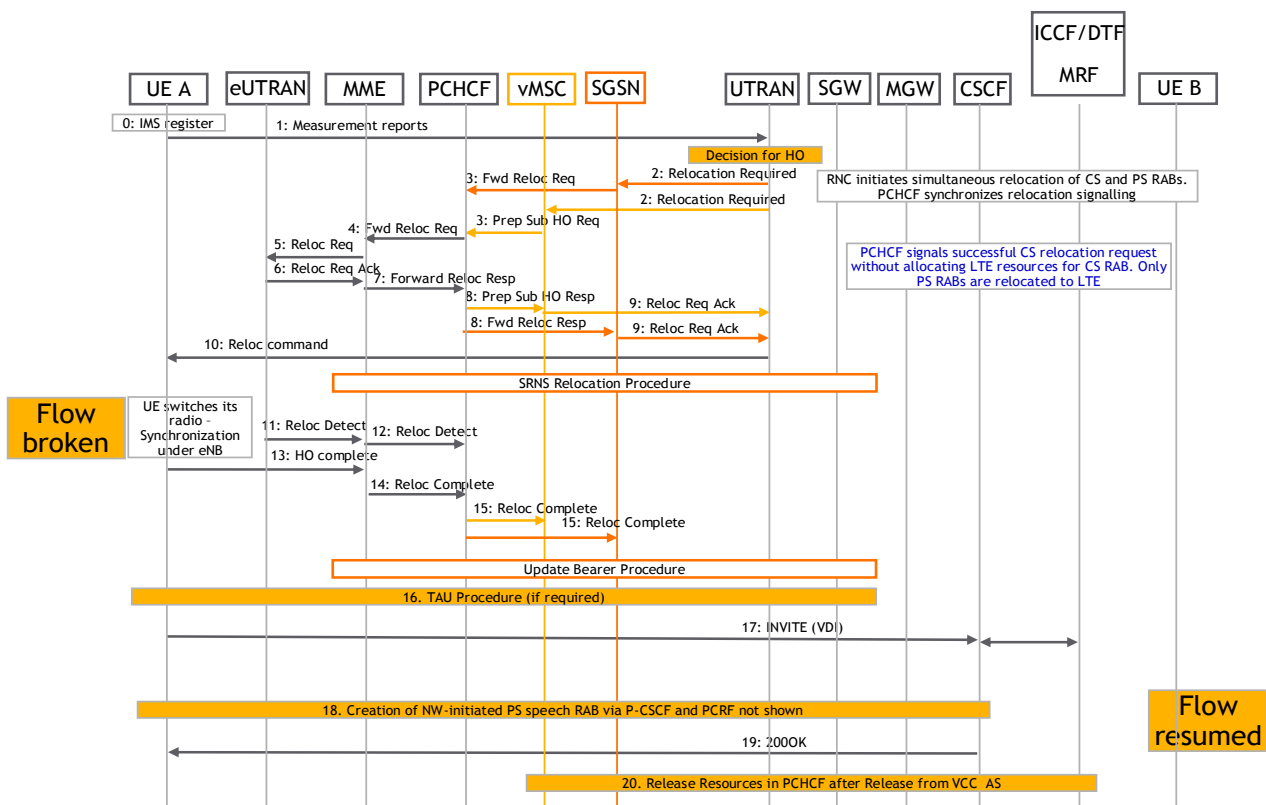 ICCF/DTF
MRF
UE A
eUTRAN
MME
PCHCF
vMSC
SGSN
UTRAN
SGW
MGW
CSCF
UE B
0: IMS register
1: Measurement reports
Decision for HO
3: Fwd Reloc Req
2: Relocation Required
RNC initiates simultaneous relocation of CS and PS RABs.
PCHCF synchronizes relocation signalling
2: Relocation Required
3: Prep Sub HO Req
4: Fwd Reloc Req
5: Reloc Req
PCHCF signals successful CS relocation request
without allocating LTE resources for CS RAB. Only
PS RABs are relocated to LTE
6: Reloc Req Ack
7: Forward Reloc Resp
8: Prep Sub HO Resp
9: Reloc Req Ack
8: Fwd Reloc Resp
9: Reloc Req Ack
10: Reloc command
SRNS Relocation Procedure
Flow
broken
UE switches its
radio –
Synchronization
under eNB
11: Reloc Detect
12: Reloc Detect
13: HO complete
14: Reloc Complete
15: Reloc Complete
15: Reloc Complete
Update Bearer Procedure
16. TAU Procedure (if required)
17: INVITE (VDI)
18. Creation of NW-initiated PS speech RAB via P-CSCF and PCRF not shown
Flow
resumed
19: 200OK
20. Release Resources in PCHCF after Release from VCC AS